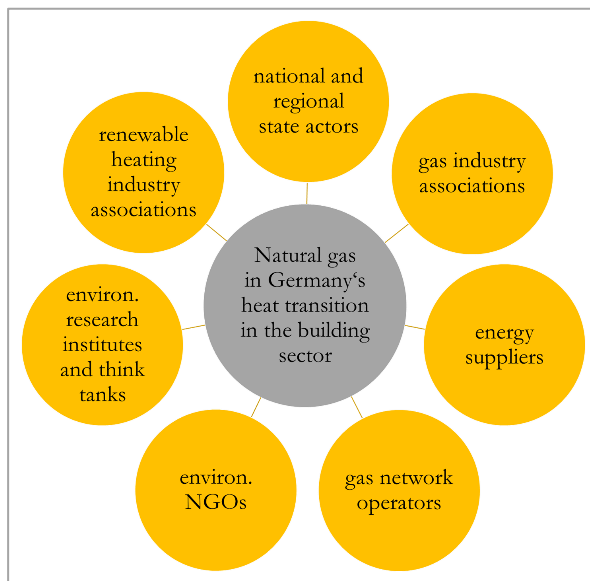 national and
regional
state actors
gas industry
associations
energy
suppliers
gas network
operators
environ.
NGOs
environ.
research
institutes
and think
tanks
renewable
heating
industry
associations
Natural gas
in Germany‘s
heat transition
in the building
sector